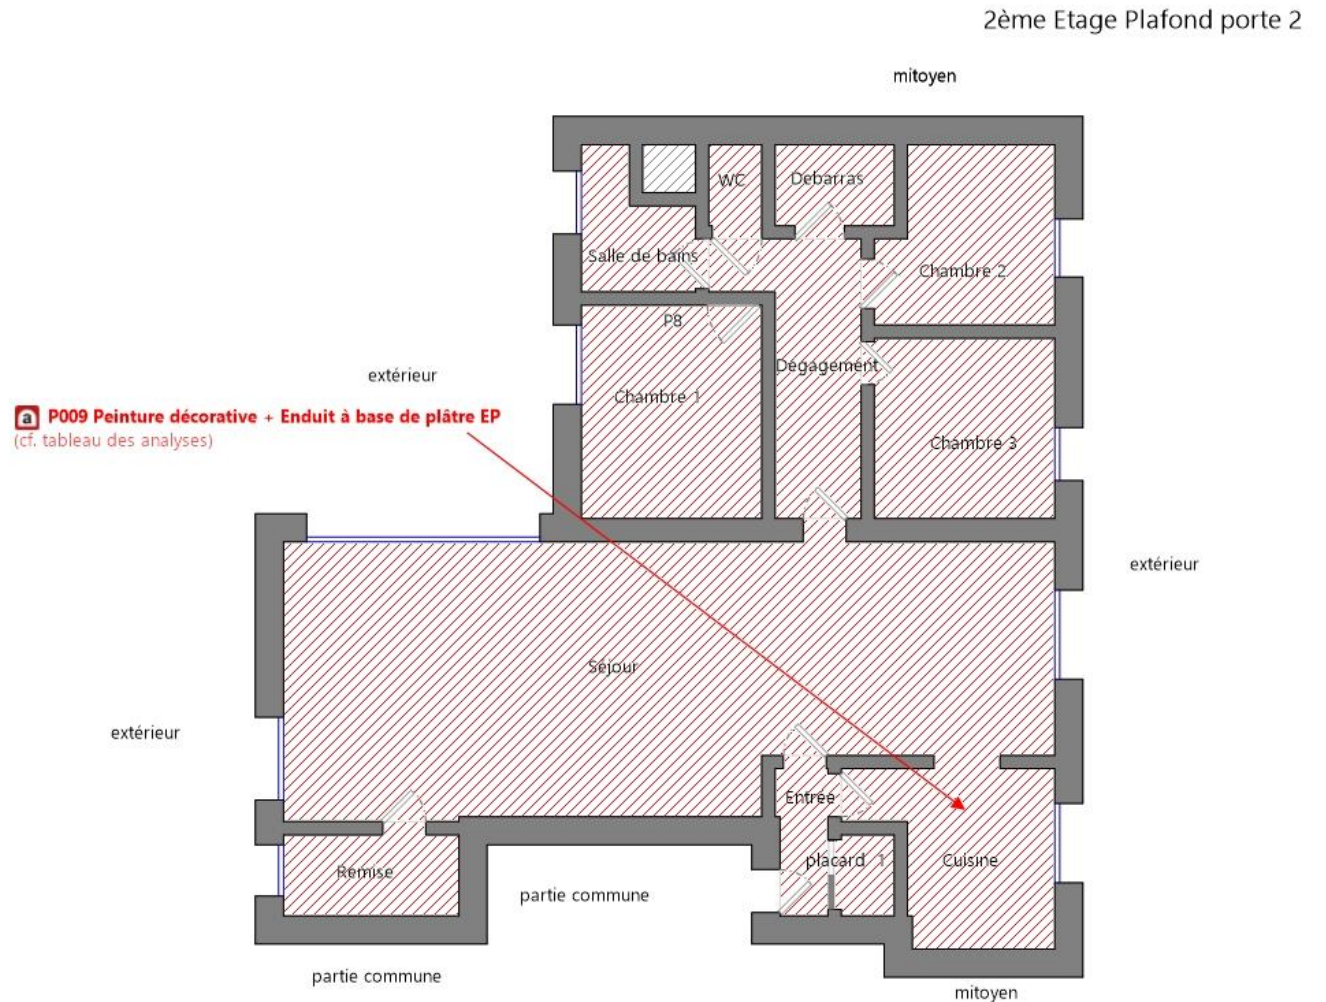 2ème Etage Plafond porte 2
mitoyen
WC
Debarras
Salle de bains
Chambre 2
P8
Dégagement
extérieur
Chambre 1
a P009 Peinture décorative + Enduit à base de plâtre EP
(cf. tableau des analyses)
Chambre 3
extérieur
Séjour
extérieur
Entrée
placard 1
Cuisine
Remise
partie commune
partie commune
mitoyen